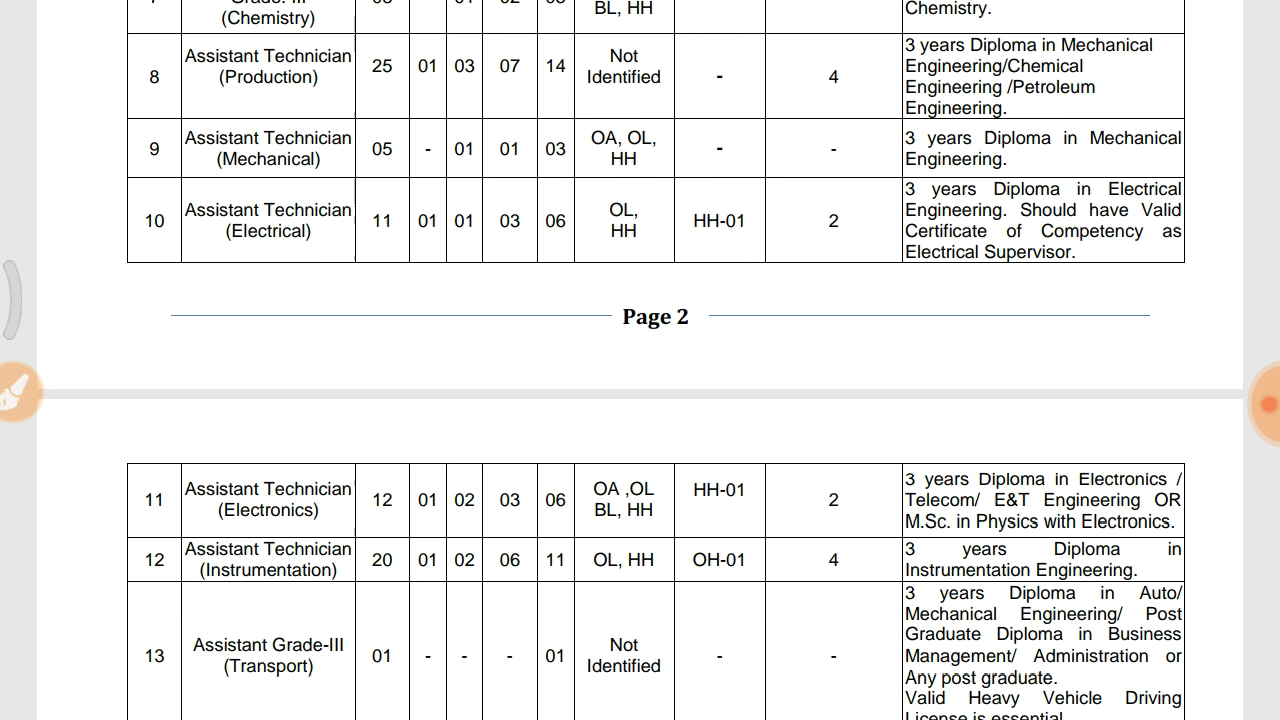 (Chemistry)
BL, HH
Chemistry.
8
Assistant Technician
(Production)
25
01
03
07
14
Not
Identified
-
4
3 years Diploma in Mechanical
Engineering/Chemical
Engineering /Petroleum
Engineering.
9
Assistant Technician
(Mechanical)
05
-
01
01
03
OA, OL,
HH
-
-
3 years Diploma in Mechanical
Engineering.
10
Assistant Technician
(Electrical)
11
01
01
03
06
OL,
HH
HH-01
2
3 years Diploma in Electrical
Engineering. Should have Valid
Certificate of Competency as
Electrical Supervisor.
Page 2
11
Assistant Technician
(Electronics)
12
01
02
03
06
OA ,OL
BL, HH
HH-01
2
3 years Diploma in Electronics /
Telecom/ E&T Engineering OR
M.Sc. in Physics with Electronics.
12
Assistant Technician
(Instrumentation)
20
01
02
06
11
OL, HH
OH-01
4
3 years Diploma in
Instrumentation Engineering.
13
Assistant Grade-III
(Transport)
01
-
-
-
01
Not
Identified
-
-
3 years Diploma in Auto/
Mechanical Engineering/ Post
Graduate Diploma in Business
Management/ Administration or
Any post graduate.
Valid Heavy Vehicle Driving
License is essential